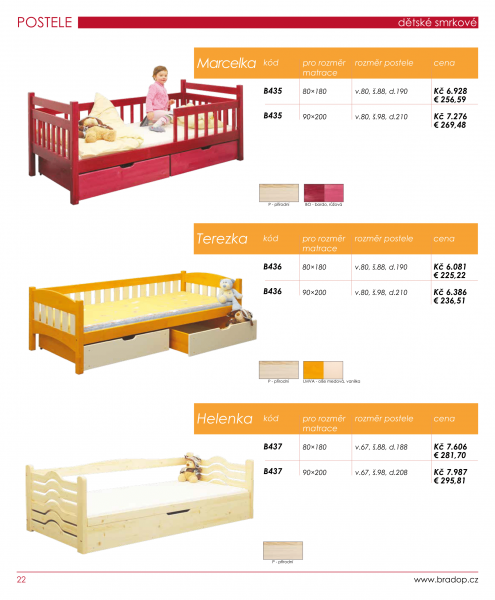 POSTELE
dětské smrkové
Marcelka kód pro rozměr matrace rozměr postele cena
B435 80×180 v.80, š.88, d.190 Kč 6.928
€ 256,59
B435 90×200 v.80, š.98, d.210 Kč 7.276
€ 269,48
P - přírodní
RO - bordo, růžová
Terezka kód pro rozměr matrace rozměr postele cena
B436 80×180 v.80, š.88, d.190 Kč 6.081
€ 225,22
B436 90×200 v.80, š.98, d.210 Kč 6.386
€ 236,51
P - přírodní
Helenka kód pro rozměr matrace rozměr postele cena
B437 80×180 v.67, š.88, d.188 Kč 7.606
€ 281,70
B437 90×200 v.67, š.98, d.208 Kč 7.987
€ 295,81
P - přírodní
22
www.bradop.cz